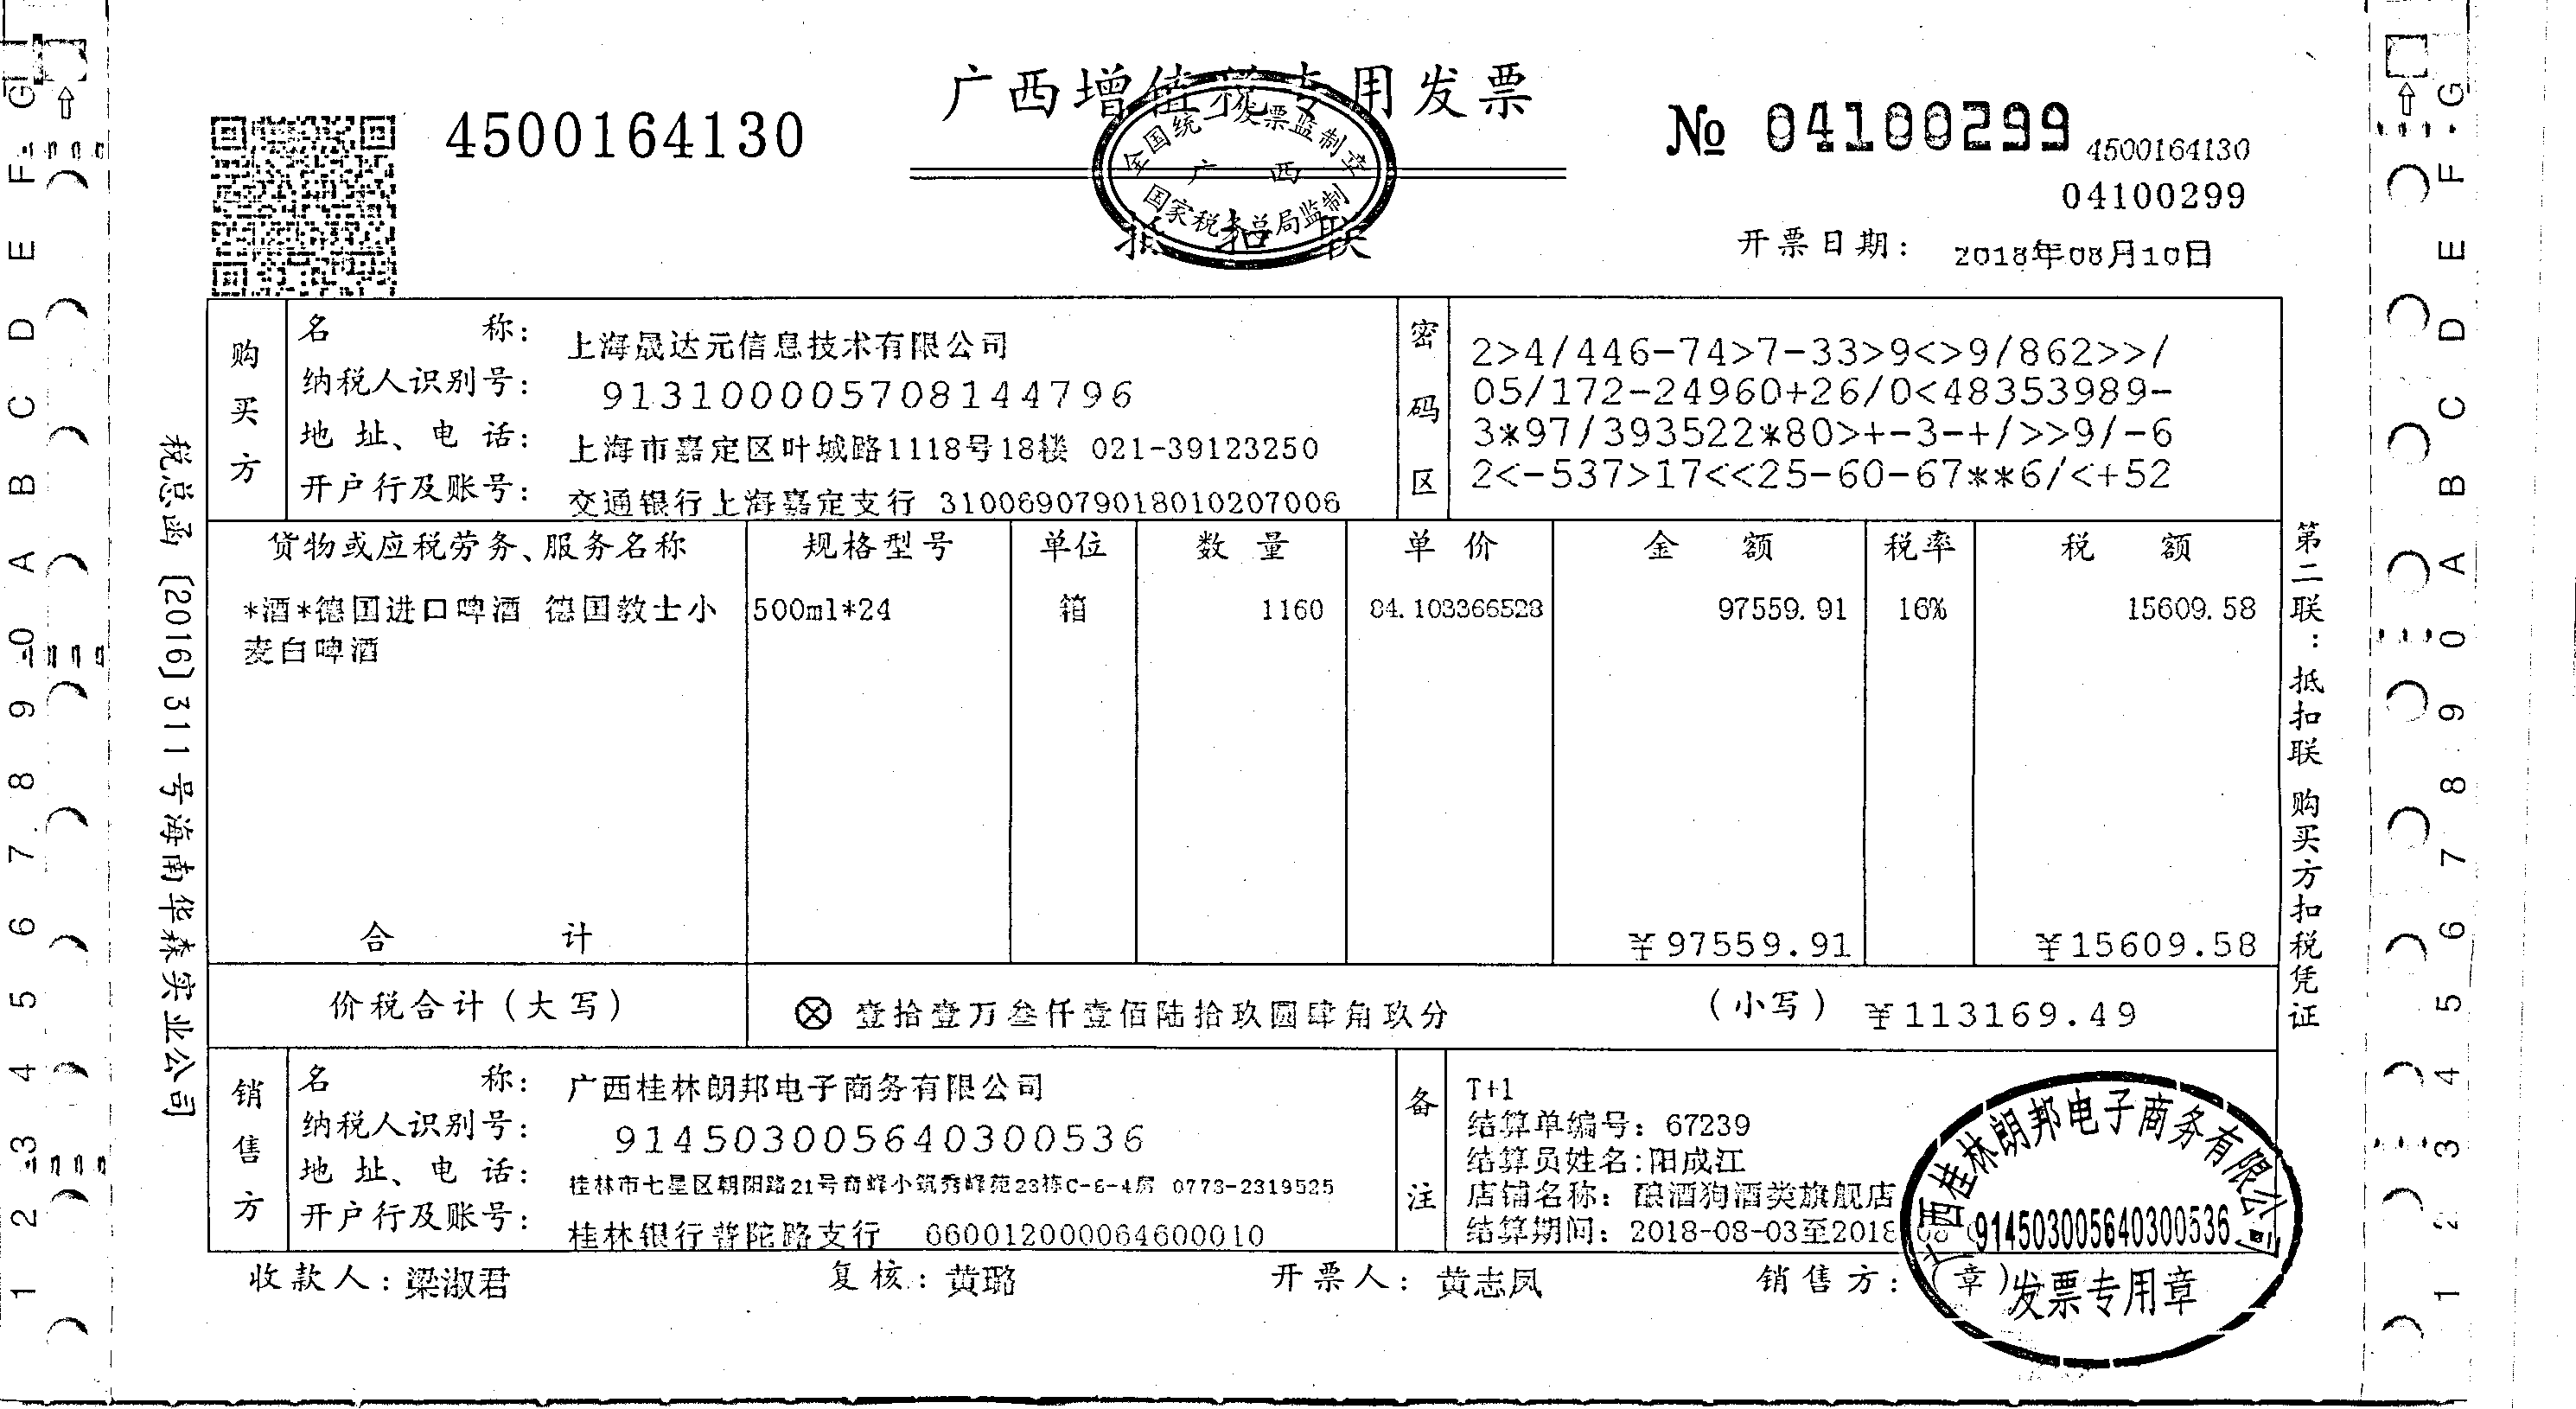 广西增值税专用发票
全国统一发票监制章
广 西
国家税务总局监制
抵 扣 联
4500164130
№ 04100299
4500164130
04100299
开票日期: 2018年08月10日
购买方
名 称: 上海晟达元信息技术有限公司
纳税人识别号: 913100005708144796
地 址、电 话: 上海市嘉定区叶城路1118号18楼 021-39123250
开户行及账号: 交通银行上海嘉定支行 310069079018010207006
密码区
2>4/446-74>7-33>9<>9/862>>/
05/172-24960+26/0<48353989-
3*97/393522*80>+-3-+/>>9/-6
2<-537>17<<25-60-67**6/<+52
货物或应税劳务、服务名称 规格型号 单位 数 量 单 价 金 额 税率 税 额
*酒*德国进口啤酒 德国教士小 500ml*24 箱 1160 84.103366528 97559.91 16% 15609.58
麦白啤酒
合 计 ¥97559.91 ¥15609.58
价税合计(大写) ⊗ 壹拾壹万叁仟壹佰陆拾玖圆肆角玖分 (小写) ¥113169.49
销售方
名 称: 广西桂林朗邦电子商务有限公司
纳税人识别号: 914503005640300536
地 址、电 话: 桂林市七星区朝阳路21号奇峰小筑秀峰苑23栋C-6-4房 0773-2319525
开户行及账号: 桂林银行普陀路支行 660012000064600010
备注
T+1
结算单编号: 67239
结算员姓名:阳成江
店铺名称: 酿酒狗酒类旗舰店
结算期间: 2018-08-03至2018
收款人:梁淑君 复核:黄璐 开票人:黄志凤 销售方:(章)
广西桂林朗邦电子商务有限公司
914503005640300536
发票专用章
税总函〔2016〕311号海南华森实业公司
第二联:抵扣联 购买方扣税凭证
1 2 3 4 5 6 7 8 9 0 A B C D E F G
1 2 3 4 5 6 7 8 9 0 A B C D E F G